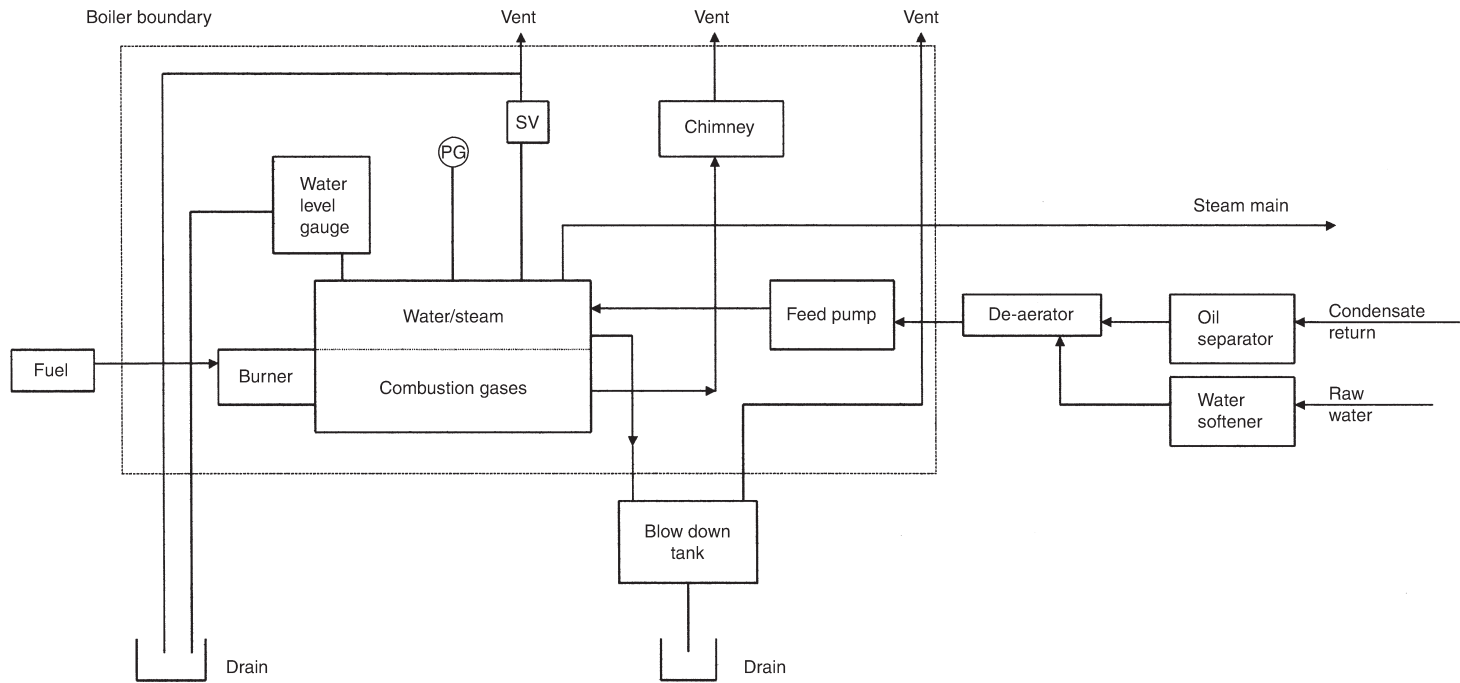 Boiler boundary
Vent
Vent
Vent
SV
Chimney
PG
Water
level
gauge
Steam main
Water/steam
Feed pump
De-aerator
Oil
separator
Condensate
return
Fuel
Burner
Combustion gases
Water
softener
Raw
water
Blow down
tank
Drain
Drain